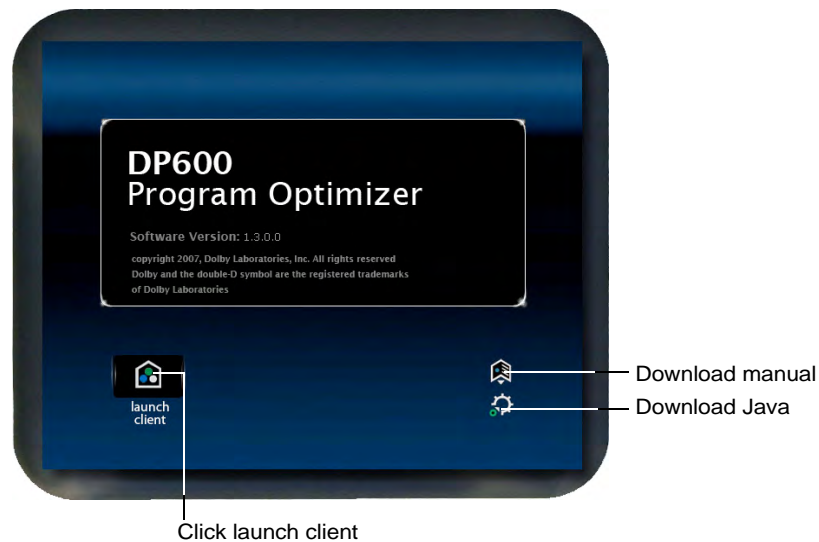 DP600
Program Optimizer
Software Version: 1.3.0.0
copyright 2007, Dolby Laboratories, Inc. All rights reserved
Dolby and the double-D symbol are the registered trademarks
of Dolby Laboratories
launch
client
Download manual
Download Java
Click launch client